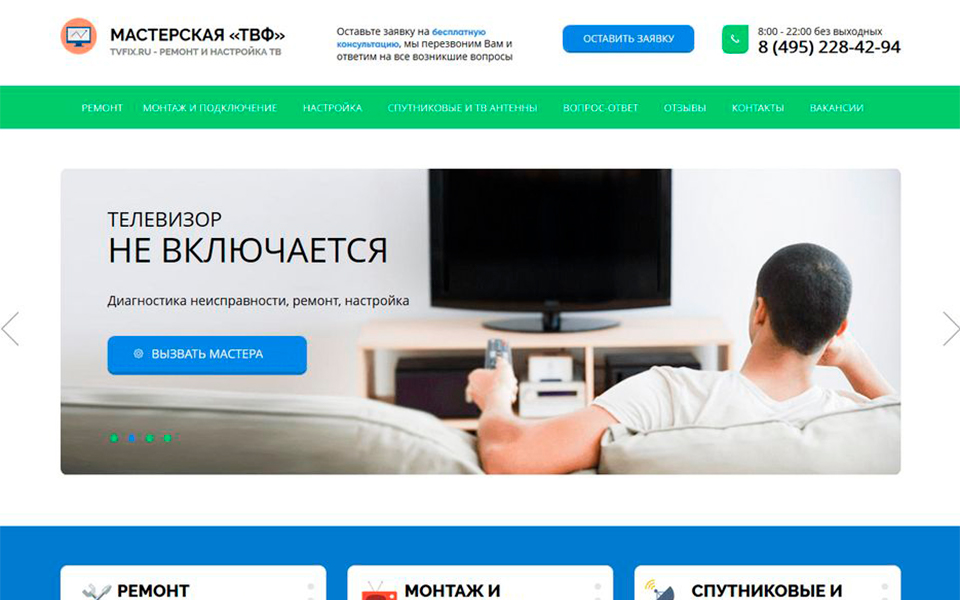 МАСТЕРСКАЯ «ТВФ»
TVFIX.RU - РЕМОНТ И НАСТРОЙКА ТВ
Оставьте заявку на бесплатную
консультацию, мы перезвоним Вам и
ответим на все возникшие вопросы
ОСТАВИТЬ ЗАЯВКУ
8:00 - 22:00 без выходных
8 (495) 228-42-94
РЕМОНТ МОНТАЖ И ПОДКЛЮЧЕНИЕ НАСТРОЙКА СПУТНИКОВЫЕ И ТВ АНТЕННЫ ВОПРОС-ОТВЕТ ОТЗЫВЫ КОНТАКТЫ ВАКАНСИИ
ТЕЛЕВИЗОР
НЕ ВКЛЮЧАЕТСЯ
Диагностика неисправности, ремонт, настройка
ВЫЗВАТЬ МАСТЕРА
РЕМОНТ
МОНТАЖ И
СПУТНИКОВЫЕ И